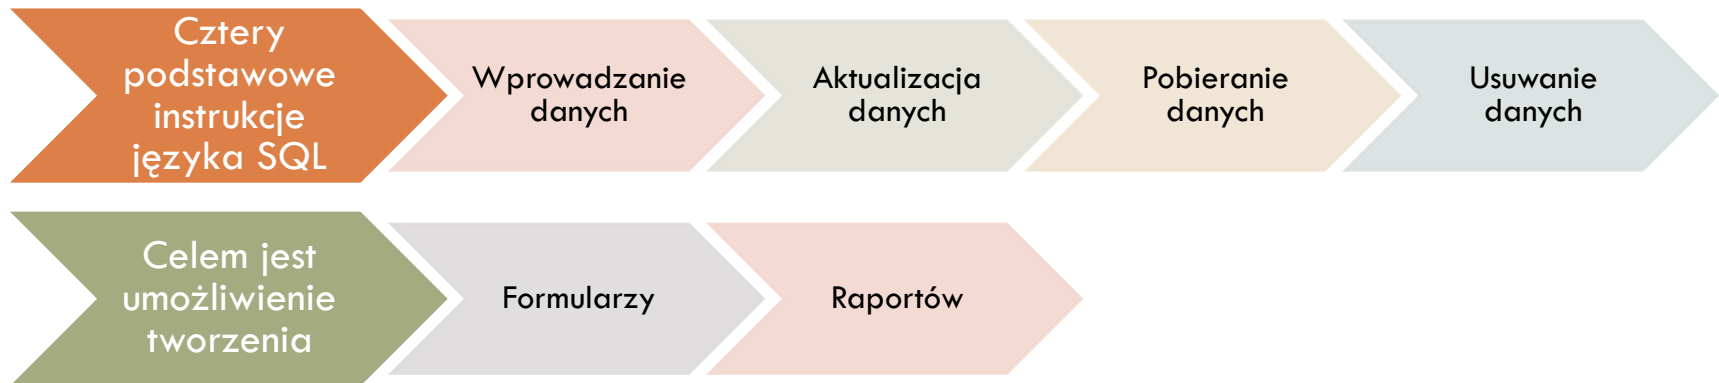 Cztery
podstawowe
instrukcje
języka SQL
Wprowadzanie
danych
Aktualizacja
danych
Pobieranie
danych
Usuwanie
danych
Celem jest
umożliwienie
tworzenia
Formularzy
Raportów